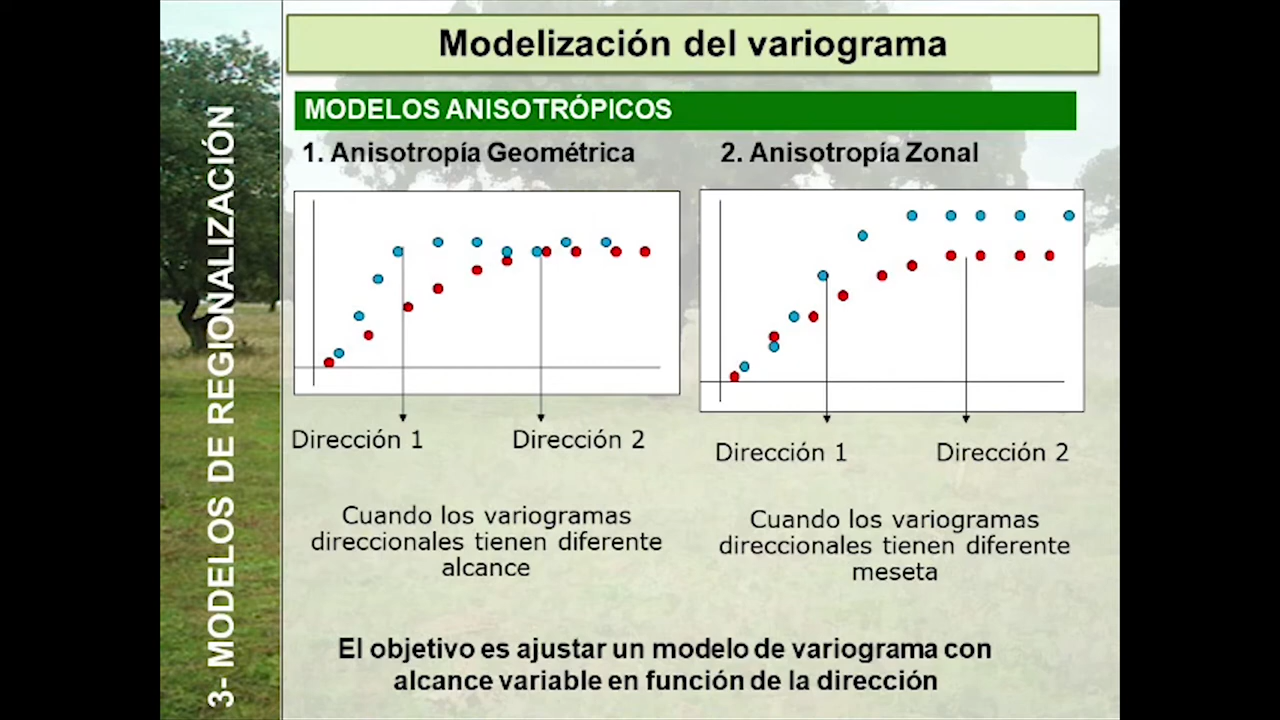 Modelización del variograma
3- MODELOS DE REGIONALIZACIÓN
MODELOS ANISOTRÓPICOS
1. Anisotropía Geométrica
2. Anisotropía Zonal
Dirección 1
Dirección 2
Dirección 1
Dirección 2
Cuando los variogramas
direccionales tienen diferente
alcance
Cuando los variogramas
direccionales tienen diferente
meseta
El objetivo es ajustar un modelo de variograma con
alcance variable en función de la dirección